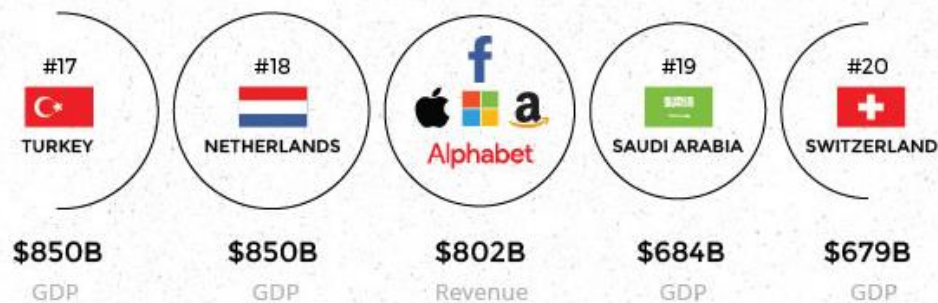 #17
TURKEY
$850B
GDP
#18
NETHERLANDS
$850B
GDP
f
a
Alphabet
$802B
Revenue
#19
SAUDI ARABIA
$684B
GDP
#20
SWITZERLAND
$679B
GDP